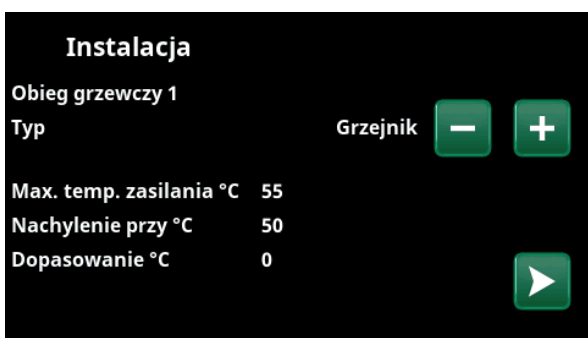 Instalacja
Obieg grzewczy 1
Typ Grzejnik − +
Max. temp. zasilania °C 55
Nachylenie przy °C 50
Dopasowanie °C 0